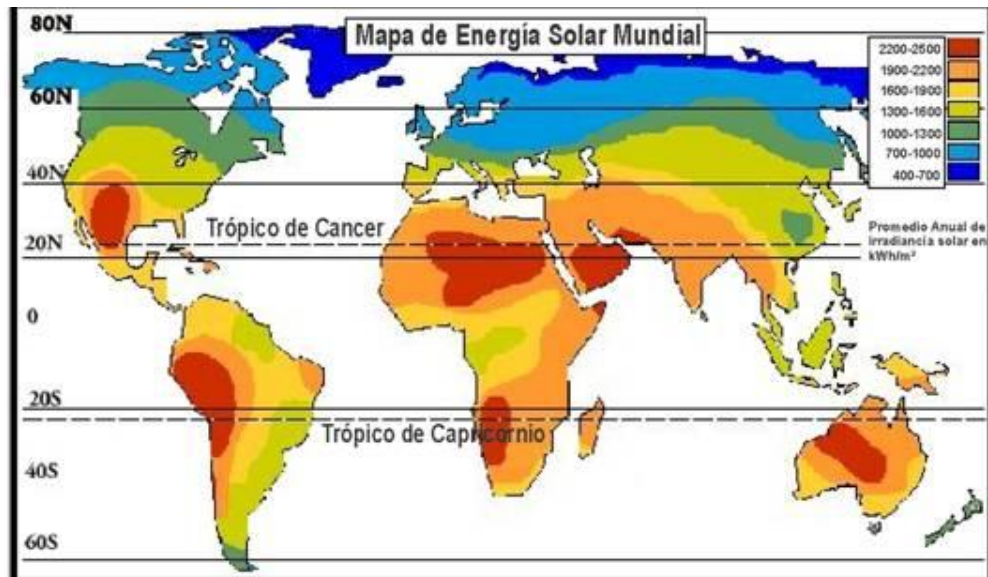 80N
Mapa de Energía Solar Mundial
2200-2500
1900-2200
1600-1900
1300-1600
1000-1300
700-1000
400-700
60N
40N
Trópico de Cancer
20N
Promedio Anual de
irradiancia solar en
kWh/m²
0
20S
Trópico de Capricornio
40S
60S